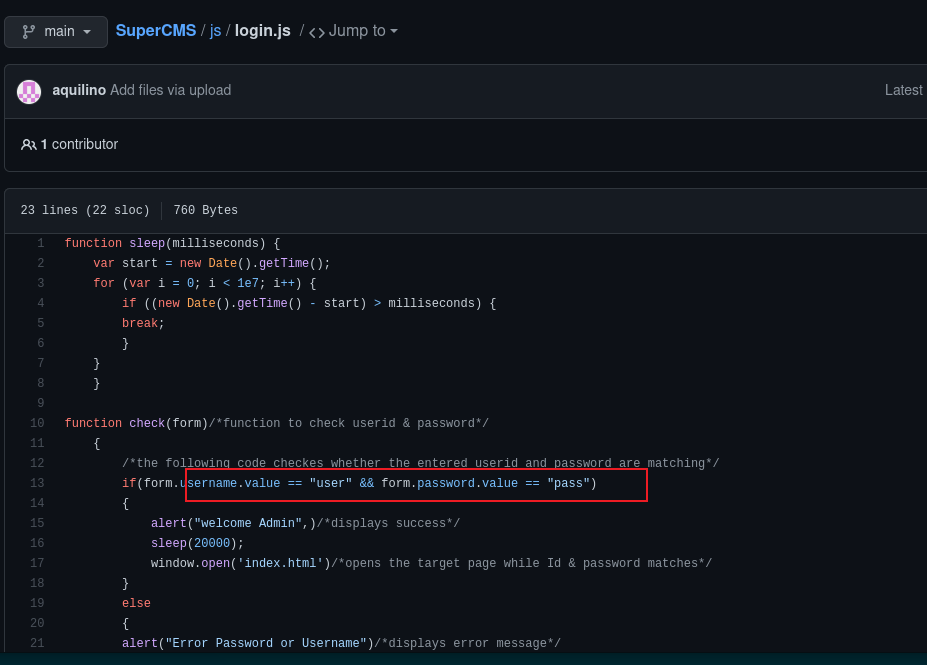 main SuperCMS / js / login.js / <> Jump to
aquilino Add files via upload Latest
1 contributor
23 lines (22 sloc) 760 Bytes
1 function sleep(milliseconds) {
2 var start = new Date().getTime();
3 for (var i = 0; i < 1e7; i++) {
4 if ((new Date().getTime() - start) > milliseconds) {
5 break;
6 }
7 }
8 }
9
10 function check(form)/*function to check userid & password*/
11 {
12 /*the following code checkes whether the entered userid and password are matching*/
13 if(form.username.value == "user" && form.password.value == "pass")
14 {
15 alert("welcome Admin",)/*displays success*/
16 sleep(20000);
17 window.open('index.html')/*opens the target page while Id & password matches*/
18 }
19 else
20 {
21 alert("Error Password or Username")/*displays error message*/